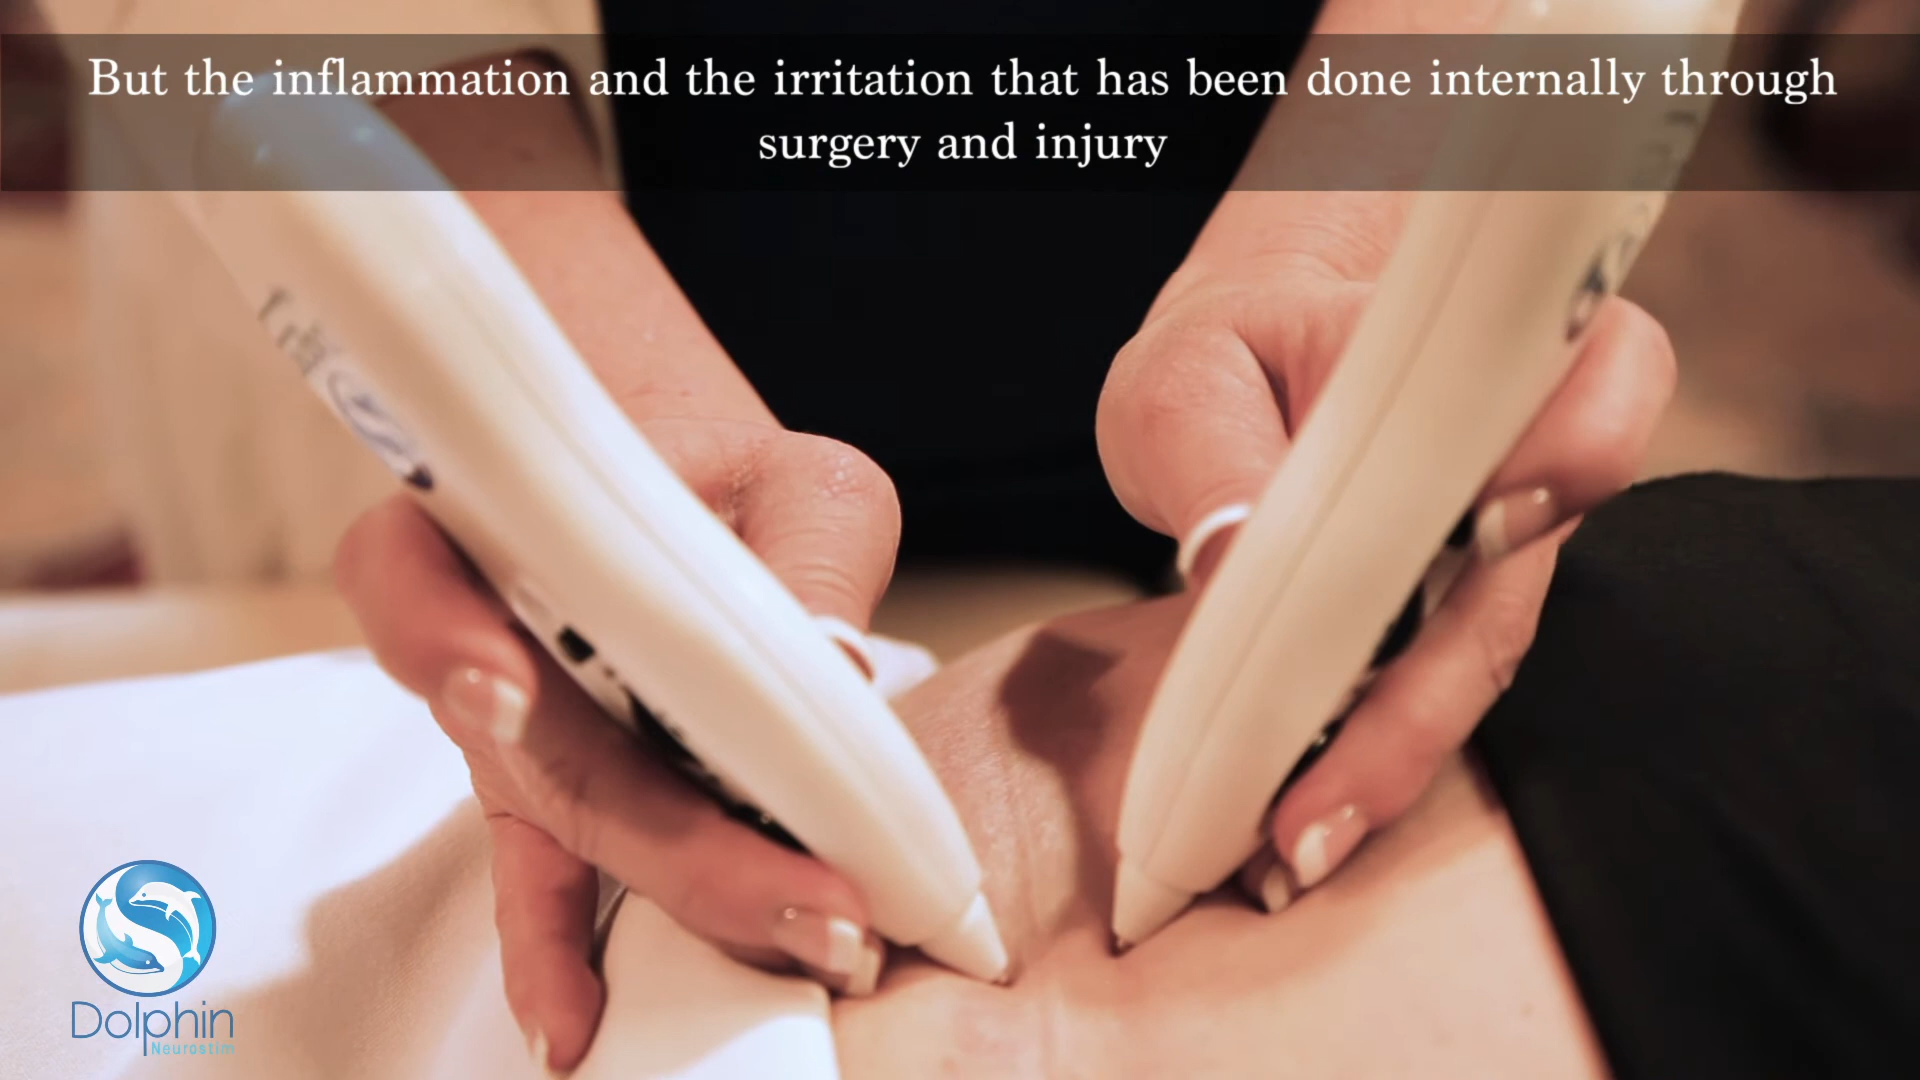 But the inflammation and the irritation that has been done internally through
surgery and injury
Dolphin
Neurostim